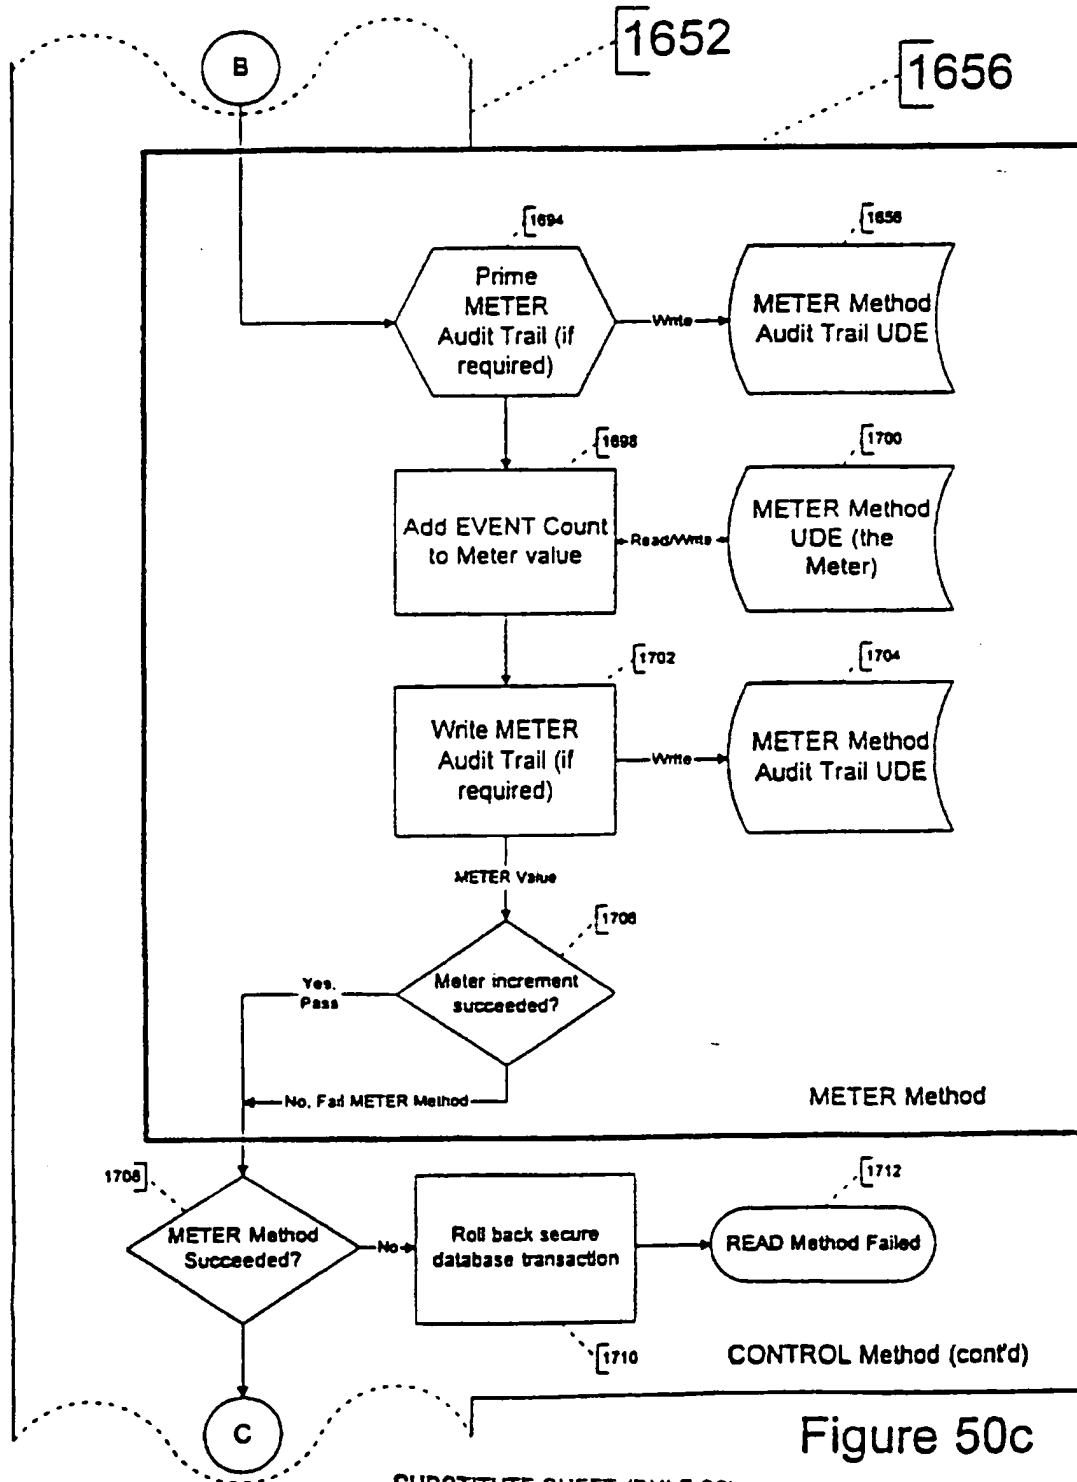 B
1652
1656
1694
Prime
METER
Audit Trail (if
required)
Write
1656
METER Method
Audit Trail UDE
1698
Add EVENT Count
to Meter value
Read/Write
1700
METER Method
UDE (the
Meter)
1702
Write METER
Audit Trail (if
required)
Write
1704
METER Method
Audit Trail UDE
METER Value
1706
Meter increment
succeeded?
Yes,
Pass
No, Fail METER Method
METER Method
1708
METER Method
Succeeded?
No
Roll back secure
database transaction
1710
1712
READ Method Failed
CONTROL Method (cont'd)
C
Figure 50c